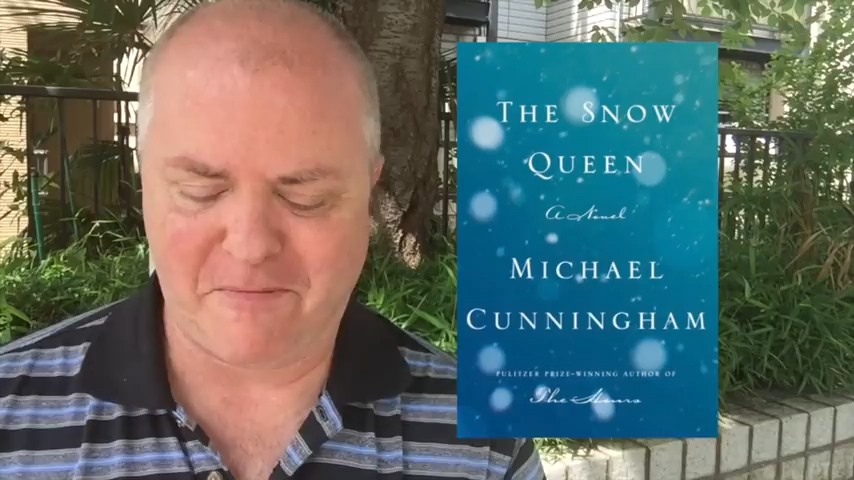 THE SNOW
QUEEN
A Novel
MICHAEL
CUNNINGHAM
PULITZER PRIZE-WINNING AUTHOR OF
The Hours